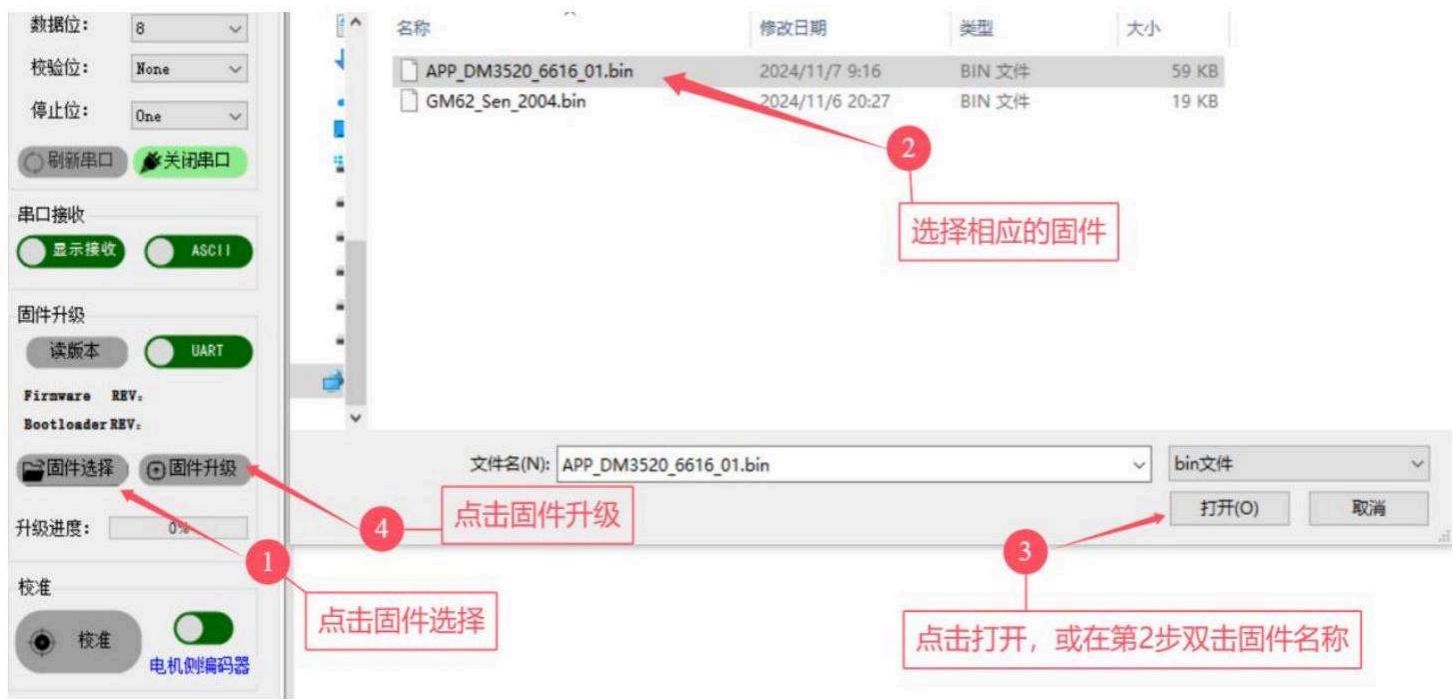 数据位： 8
校验位： None
停止位： One
刷新串口 关闭串口
串口接收
显示接收 ASCII
固件升级
读版本 UART
Firmware REV:
Bootloader REV:
固件选择 固件升级
升级进度： 0%
校准
校准
电机侧编码器
名称 修改日期 类型 大小
APP_DM3520_6616_01.bin 2024/11/7 9:16 BIN 文件 59 KB
GM62_Sen_2004.bin 2024/11/6 20:27 BIN 文件 19 KB
2
选择相应的固件
文件名(N): APP_DM3520_6616_01.bin bin文件
打开(O) 取消
4
点击固件升级
1
点击固件选择
3
点击打开，或在第2步双击固件名称